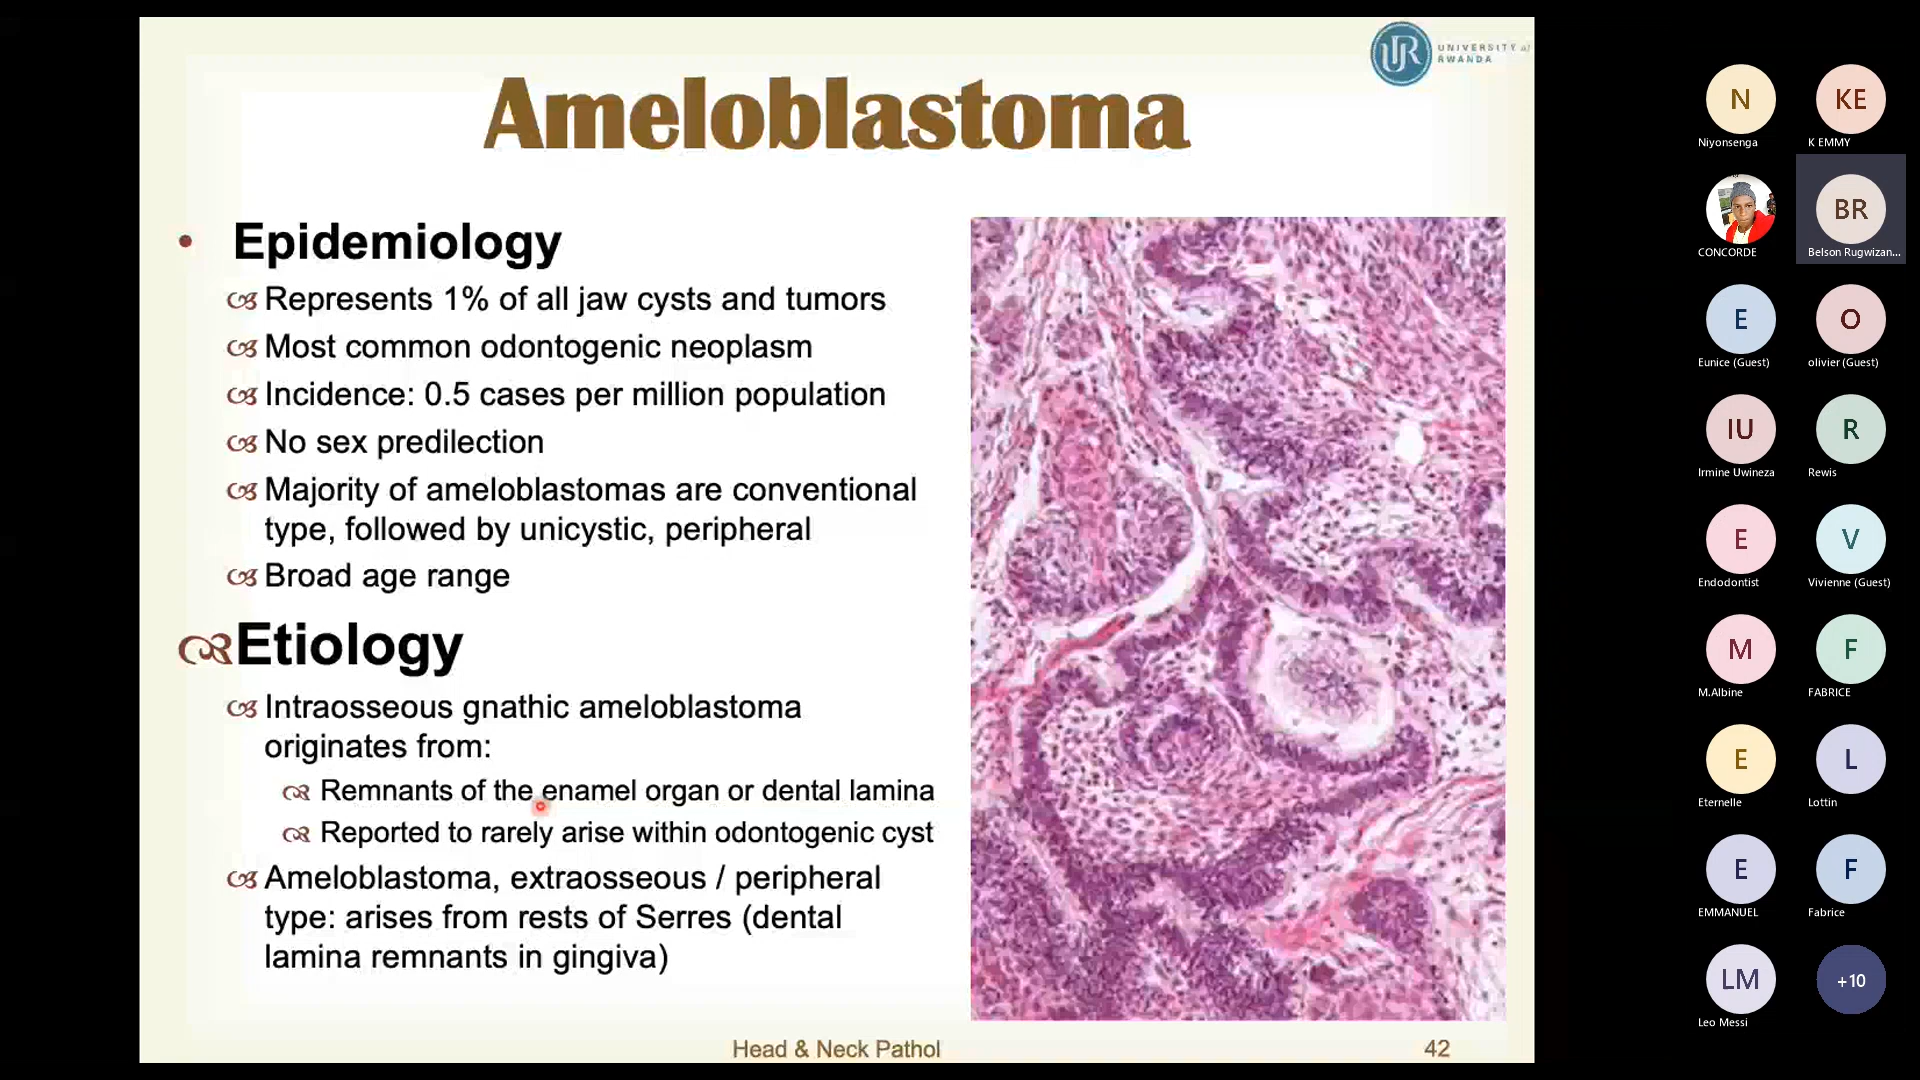 UNIVERSITY of
RWANDA
Ameloblastoma
Epidemiology
Represents 1% of all jaw cysts and tumors
Most common odontogenic neoplasm
Incidence: 0.5 cases per million population
No sex predilection
Majority of ameloblastomas are conventional
type, followed by unicystic, peripheral
Broad age range
Etiology
Intraosseous gnathic ameloblastoma
originates from:
Remnants of the enamel organ or dental lamina
Reported to rarely arise within odontogenic cyst
Ameloblastoma, extraosseous / peripheral
type: arises from rests of Serres (dental
lamina remnants in gingiva)
Head & Neck Pathol
42
N
Niyonsenga
KE
K EMMY
CONCORDE
BR
Belson Rugwizan...
E
Eunice (Guest)
O
olivier (Guest)
IU
Irmine Uwineza
R
Rewis
E
Endodontist
V
Vivienne (Guest)
M
M.Albine
F
FABRICE
E
Eternelle
L
Lottin
E
EMMANUEL
F
Fabrice
LM
Leo Messi
+10